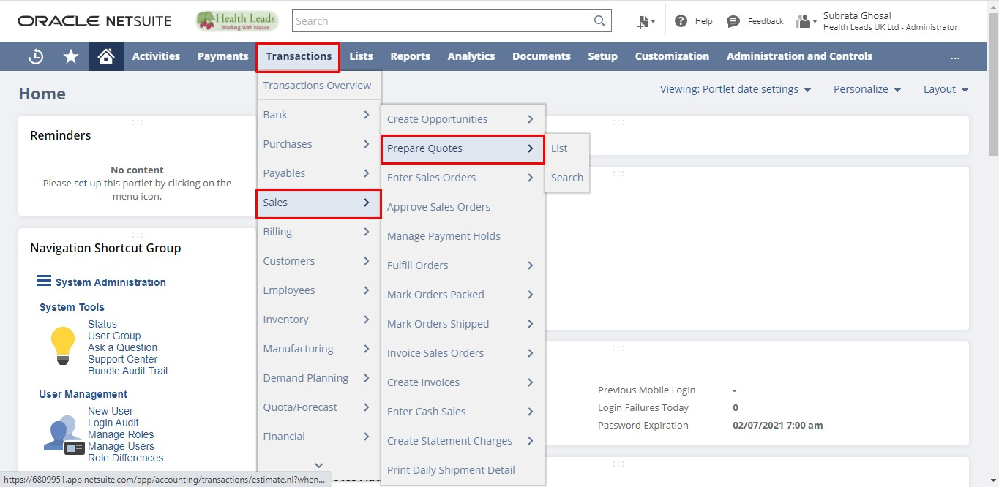 ORACLE NETSUITE
Health Leads
Working With Nature
Search
Help
Feedback
Subrata Ghosal
Health Leads UK Ltd - Administrator
Activities
Payments
Transactions
Lists
Reports
Analytics
Documents
Setup
Customization
Administration and Controls
...
Home
Viewing: Portlet date settings
Personalize
Layout
Reminders
No content
Please set up this portlet by clicking on the
menu icon.
Navigation Shortcut Group
System Administration
System Tools
Status
User Group
Ask a Question
Support Center
Bundle Audit Trail
User Management
New User
Login Audit
Manage Roles
Manage Users
Role Differences
Transactions Overview
Bank
Purchases
Payables
Sales
Billing
Customers
Employees
Inventory
Manufacturing
Demand Planning
Quota/Forecast
Financial
Create Opportunities
Prepare Quotes
Enter Sales Orders
Approve Sales Orders
Manage Payment Holds
Fulfill Orders
Mark Orders Packed
Mark Orders Shipped
Invoice Sales Orders
Create Invoices
Enter Cash Sales
Create Statement Charges
Print Daily Shipment Detail
List
Search
Previous Mobile Login -
Login Failures Today 0
Password Expiration 02/07/2021 7:00 am
https://6809951.app.netsuite.com/app/accounting/transactions/estimate.nl?when...